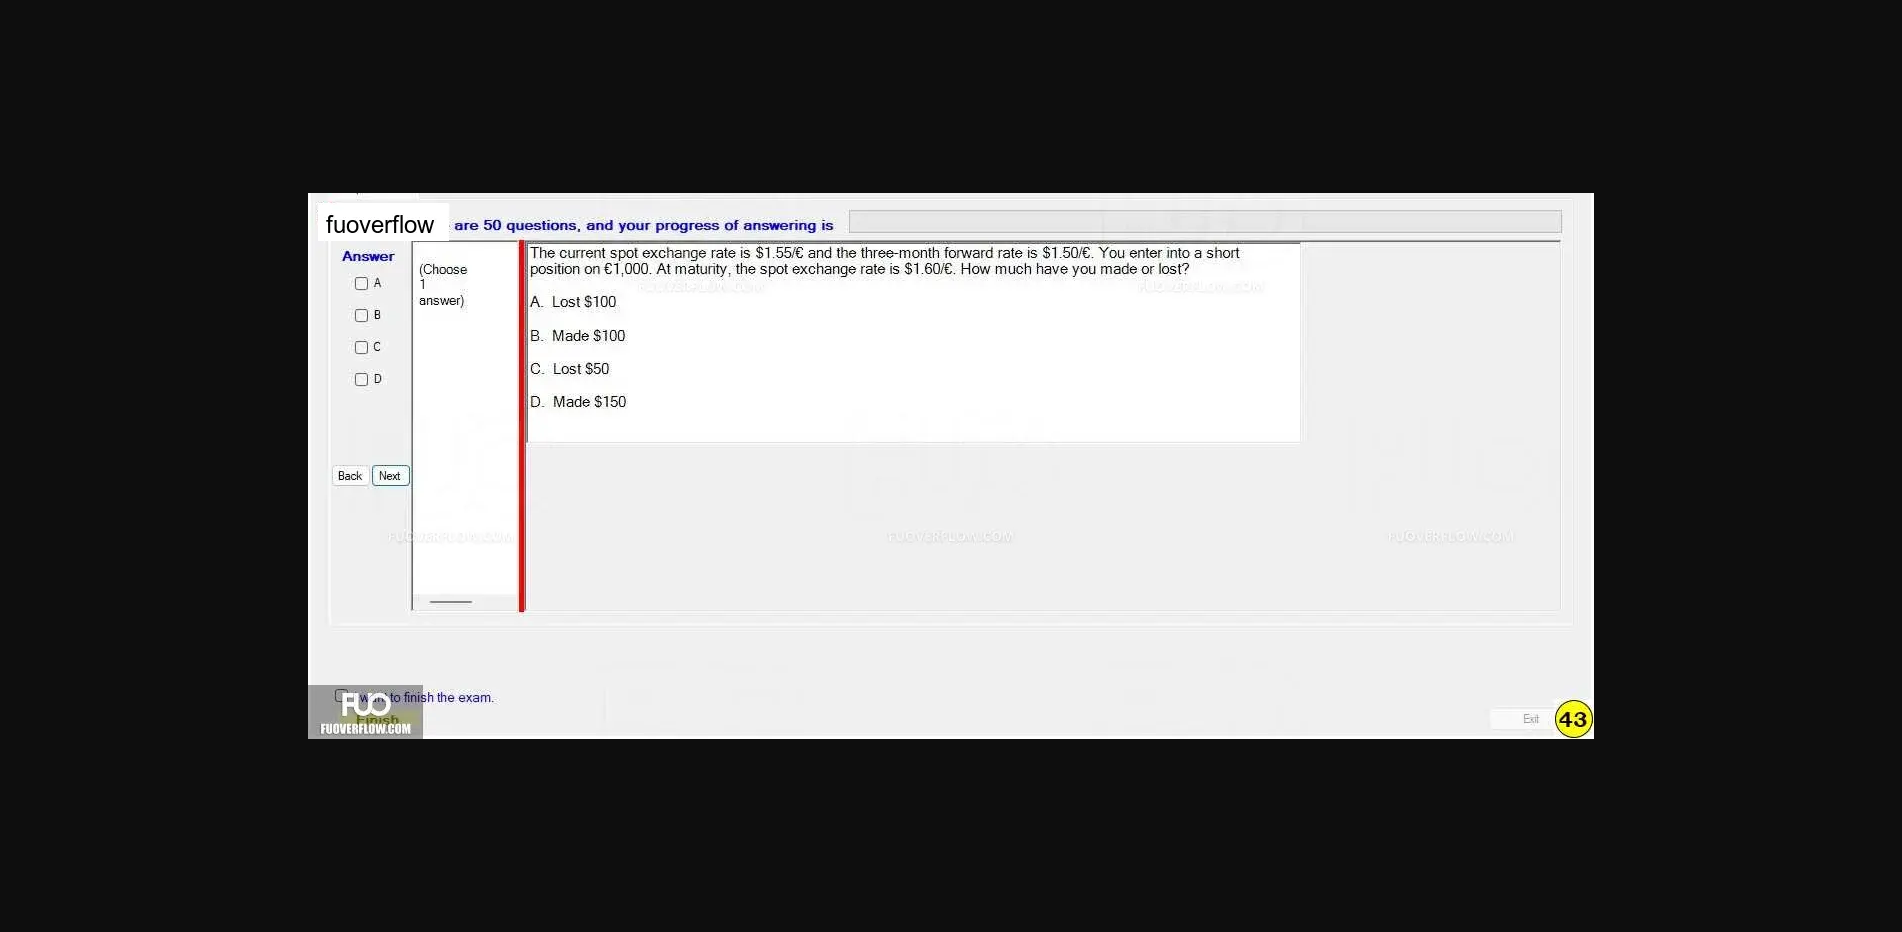 fuoverflow are 50 questions, and your progress of answering is
Answer
A
B
C
D
Back Next
(Choose
1
answer)
The current spot exchange rate is $1.55/€ and the three-month forward rate is $1.50/€. You enter into a short
position on €1,000. At maturity, the spot exchange rate is $1.60/€. How much have you made or lost?
A. Lost $100
B. Made $100
C. Lost $50
D. Made $150
FUOVERFLOW.COM
FUOVERFLOW.COM
FUOVERFLOW.COM
FUOVERFLOW.COM
FUOVERFLOW.COM
want to finish the exam.
Finish
FUO
FUOVERFLOW.COM
Exit
43